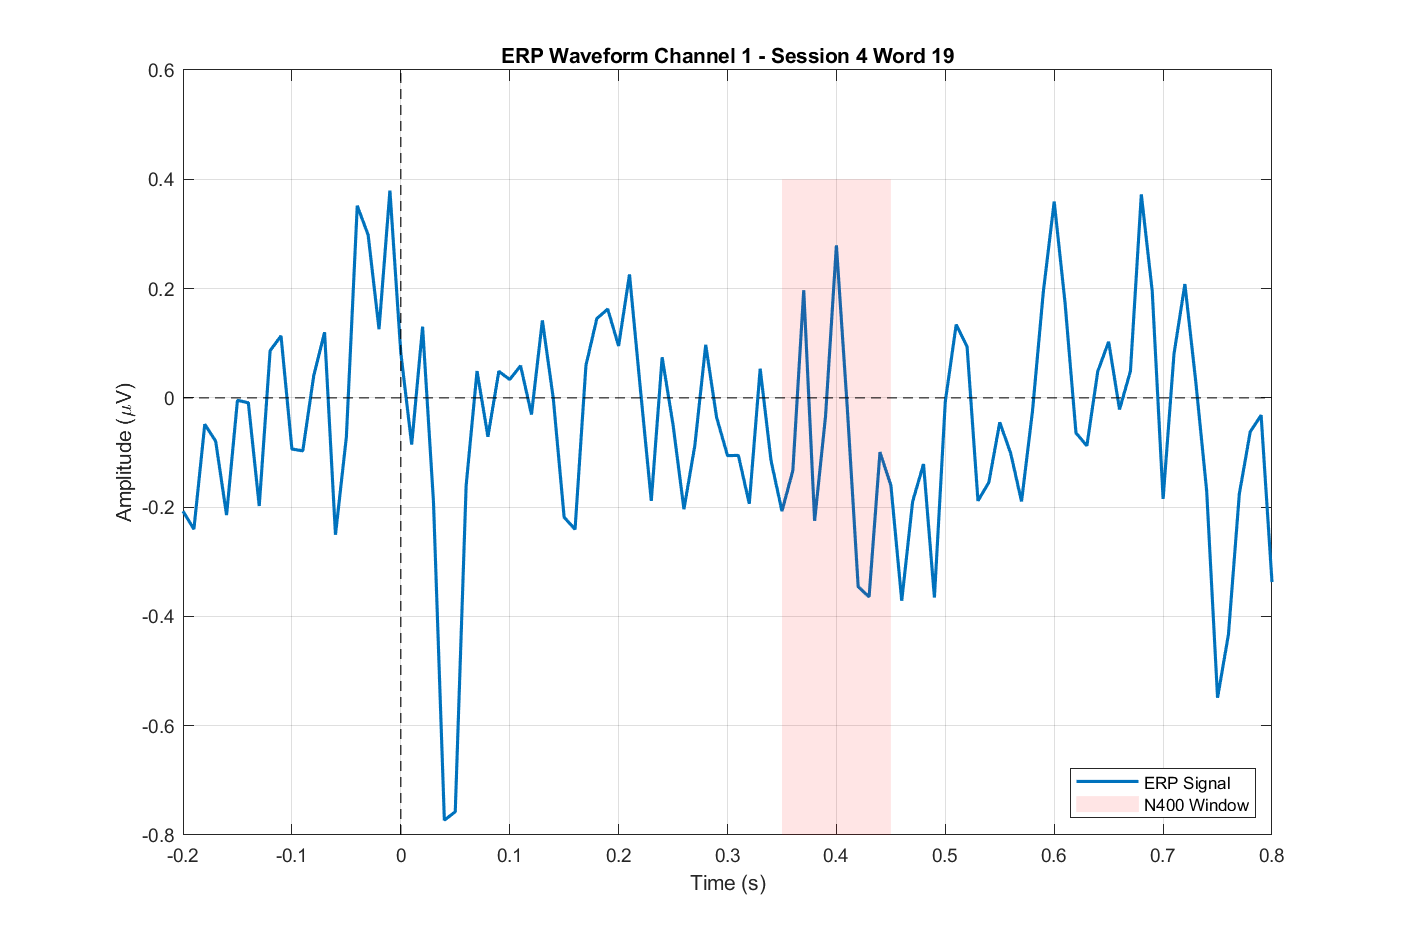 ERP Waveform Channel 1 - Session 4 Word 19
0.6
0.4
0.2
0
-0.2
-0.4
-0.6
-0.8
Amplitude (μV)
-0.2 -0.1 0 0.1 0.2 0.3 0.4 0.5 0.6 0.7 0.8
Time (s)
ERP Signal
N400 Window